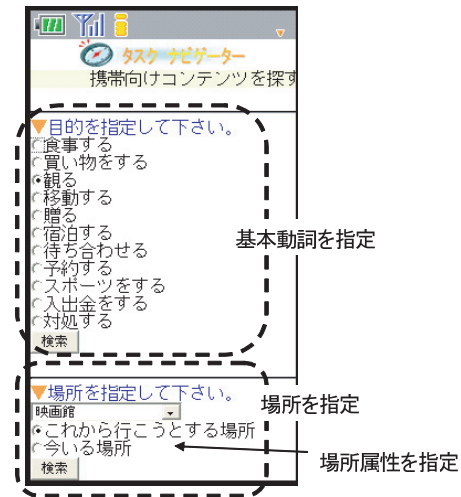 タスク ナビゲーター
携帯向けコンテンツを探す
▼目的を指定して下さい。
食事する
買い物をする
観る
移動する
贈る
宿泊する
待ち合わせる
予約する
スポーツをする
入出金をする
対処する
検索
基本動詞を指定
▼場所を指定して下さい。
映画館
場所を指定
これから行こうとする場所
今いる場所
場所属性を指定
検索